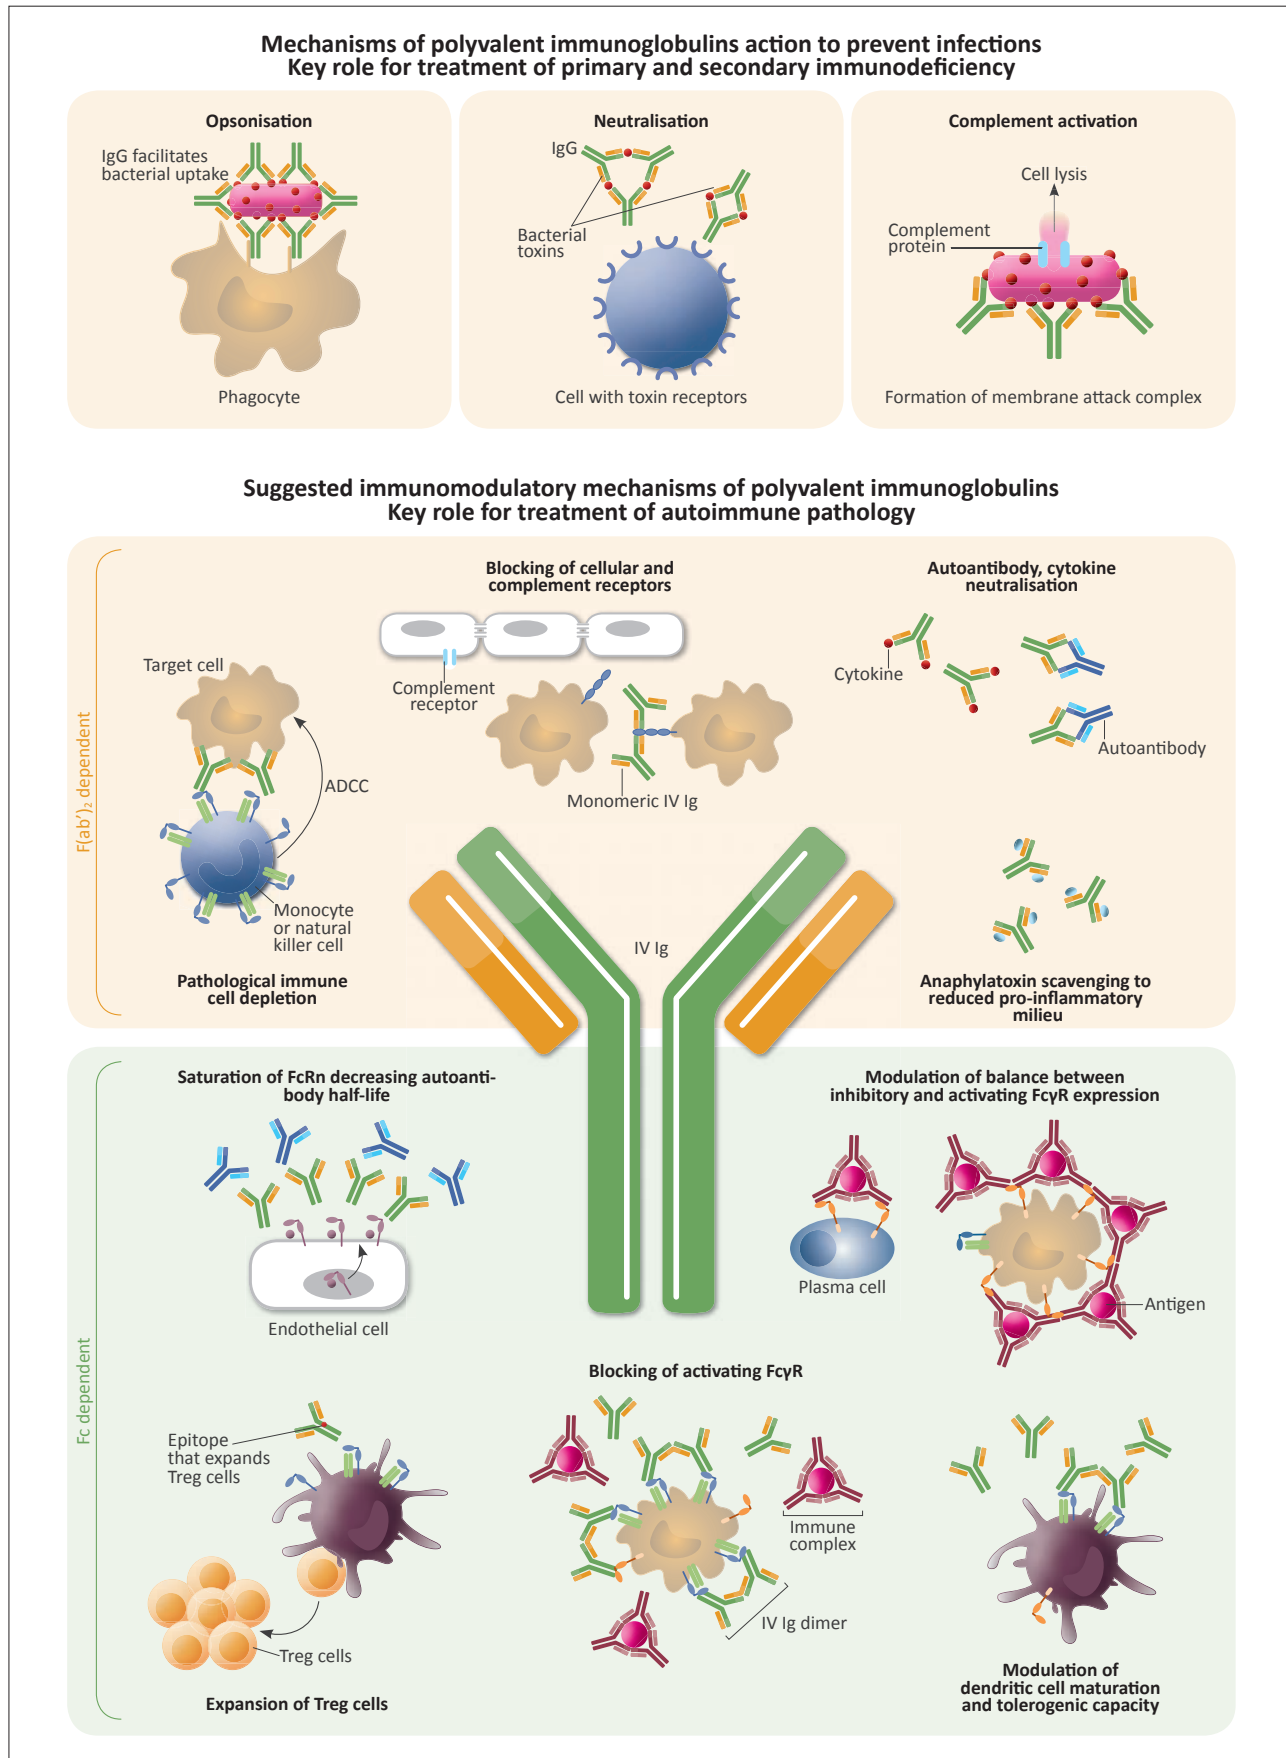 Mechanisms of polyvalent immunoglobulins action to prevent infections
Key role for treatment of primary and secondary immunodeficiency
Opsonisation
IgG facilitates
bacterial uptake
Phagocyte
Neutralisation
IgG
Bacterial
toxins
Cell with toxin receptors
Complement activation
Cell lysis
Complement
protein
Formation of membrane attack complex
Suggested immunomodulatory mechanisms of polyvalent immunoglobulins
Key role for treatment of autoimmune pathology
F(ab’)₂ dependent
Target cell
ADCC
Monocyte
or natural
killer cell
Pathological immune
cell depletion
Blocking of cellular and
complement receptors
Complement
receptor
Monomeric IV Ig
IV Ig
Autoantibody, cytokine
neutralisation
Cytokine
Autoantibody
Anaphylatoxin scavenging to
reduced pro-inflammatory
milieu
Fc dependent
Saturation of FcRn decreasing autoanti-
body half-life
Endothelial cell
Modulation of balance between
inhibitory and activating FcγR expression
Plasma cell
Antigen
Epitope
that expands
Treg cells
Treg cells
Expansion of Treg cells
Blocking of activating FcγR
Immune
complex
IV Ig dimer
Modulation of
dendritic cell maturation
and tolerogenic capacity